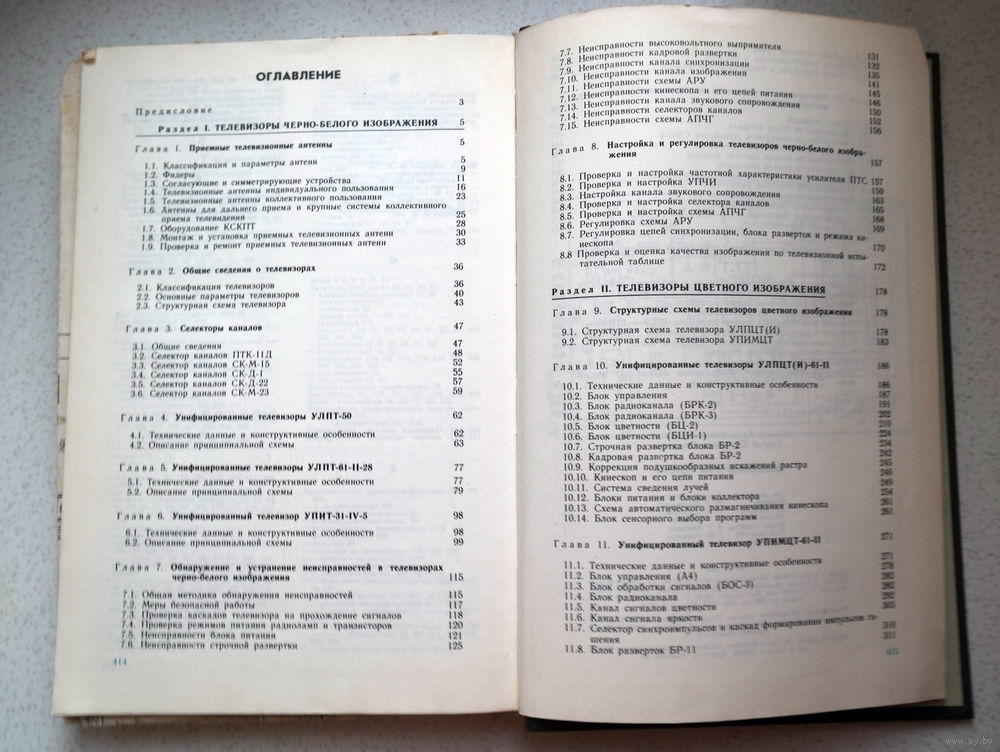 ОГЛАВЛЕНИЕ
Предисловие 3
Раздел I. ТЕЛЕВИЗОРЫ ЧЕРНО-БЕЛОГО ИЗОБРАЖЕНИЯ 5
Глава 1. Приемные телевизионные антенны 5
1.1. Классификация и параметры антенн 5
1.2. Фидеры 9
1.3. Согласующие и симметрирующие устройства 11
1.4. Телевизионные антенны индивидуального пользования 16
1.5. Телевизионные антенны коллективного пользования 23
1.6. Антенны для дальнего приема и крупные системы коллективного
приема телевидения 25
1.7. Оборудование КСКПТ 28
1.8. Монтаж и установка приемных телевизионных антенн 30
1.9. Проверка и ремонт приемных телевизионных антенн 33
Глава 2. Общие сведения о телевизорах 36
2.1. Классификация телевизоров 36
2.2. Основные параметры телевизоров 40
2.3. Структурная схема телевизора 43
Глава 3. Селекторы каналов 47
3.1. Общие сведения 47
3.2. Селектор каналов ПТК-11Д 48
3.3. Селектор каналов СК-М-15 52
3.4. Селектор каналов СК-Д-1 55
3.5. Селектор каналов СК-Д-22 57
3.6. Селектор каналов СК-М-23 59
Глава 4. Унифицированные телевизоры УЛПТ-50 62
4.1. Технические данные и конструктивные особенности 62
4.2. Описание принципиальной схемы 63
Глава 5. Унифицированные телевизоры УЛПТ-61-II-28 77
5.1. Технические данные и конструктивные особенности 77
5.2. Описание принципиальной схемы 79
Глава 6. Унифицированный телевизор УПИТ-31-IV-5 98
6.1. Технические данные и конструктивные особенности 98
6.2. Описание принципиальной схемы 99
Глава 7. Обнаружение и устранение неисправностей в телевизорах
черно-белого изображения 115
7.1. Общая методика обнаружения неисправностей 115
7.2. Меры безопасной работы 117
7.3. Проверка каскадов телевизора на прохождение сигналов 118
7.4. Проверка режимов питания радиоламп и транзисторов 120
7.5. Неисправности блока питания 121
7.6. Неисправности строчной развертки 125
414
7.7. Неисправности высоковольтного выпрямителя 131
7.8. Неисправности кадровой развертки 132
7.9. Неисправности канала синхронизации 135
7.10. Неисправности канала изображения 141
7.11. Неисправности схемы АРУ 145
7.12. Неисправности кинескопа и его цепей питания 146
7.13. Неисправности канала звукового сопровождения 150
7.14. Неисправности селекторов каналов 152
7.15. Неисправности схемы АПЧГ 156
Глава 8. Настройка и регулировка телевизоров черно-белого изобра-
жения 157
8.1. Проверка и настройка частотной характеристики усилителя ПТС 157
8.2. Проверка и настройка УПЧИ 159
8.3. Настройка канала звукового сопровождения 163
8.4. Проверка и настройка селектора каналов 165
8.5. Проверка и настройка схемы АПЧГ 168
8.6. Регулировка схемы АРУ 169
8.7. Регулировка цепей синхронизации, блока разверток и режима ки-
нескопа 170
8.8 Проверка и оценка качества изображения по телевизионной испы-
тательной таблице 172
Раздел II. ТЕЛЕВИЗОРЫ ЦВЕТНОГО ИЗОБРАЖЕНИЯ 178
Глава 9. Структурные схемы телевизоров цветного изображения 178
9.1. Структурная схема телевизора УЛПЦТ(И) 178
9.2. Структурная схема телевизора УПИМЦТ 183
Глава 10. Унифицированные телевизоры УЛПЦТ(И)-61-II 186
10.1. Технические данные и конструктивные особенности 186
10.2. Блок управления 187
10.3. Блок радиоканала (БРК-2) 191
10.4. Блок радиоканала (БРК-3) 202
10.5. Блок цветности (БЦ-2) 210
10.6. Блок цветности (БЦИ-1) 224
10.7. Строчная развертка блока БР-2 234
10.8. Кадровая развертка блока БР-2 242
10.9. Коррекция подушкообразных искажений растра 245
10.10. Кинескоп и его цепи питания 246
10.11. Система сведения лучей 249
10.12. Блоки питания и блоки коллектора 254
10.13. Схема автоматического размагничивания кинескопа 261
10.14. Блок сенсорного выбора программ 261
Глава 11. Унифицированный телевизор УПИМЦТ-61-II 271
11.1. Технические данные и конструктивные особенности 271
11.2. Блок управления (А4) 278
11.3. Блок обработки сигналов (БОС-3) 282
11.4. Блок радиоканала 282
11.5. Канал сигналов цветности 292
11.6. Канал сигнала яркости
11.7. Селектор синхроимпульсов и каскад формирования импульсов га-
шения 310
11.8. Блок разверток БР-11
415
www.ay.by